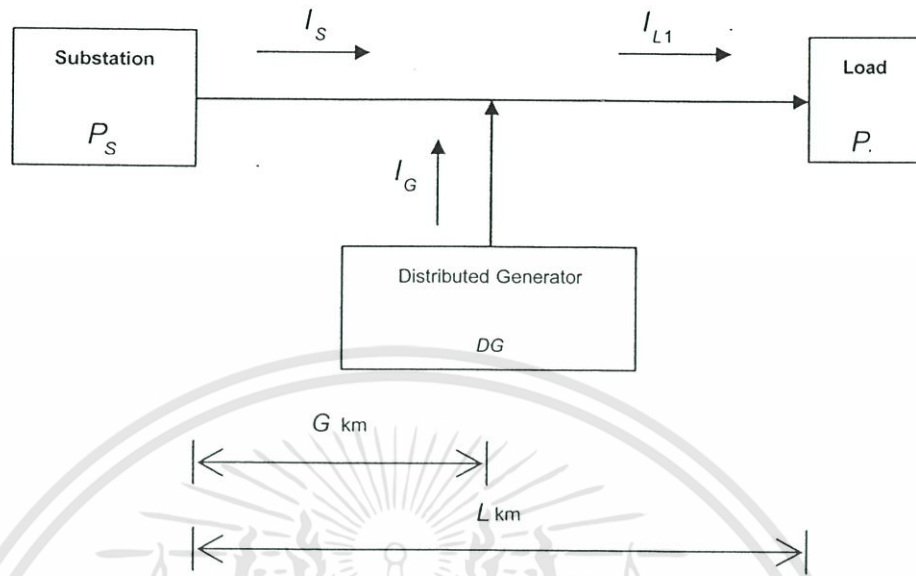 I_S
I_L1
Substation
P_S
Load
P.
I_G
Distributed Generator
DG
G km
L km